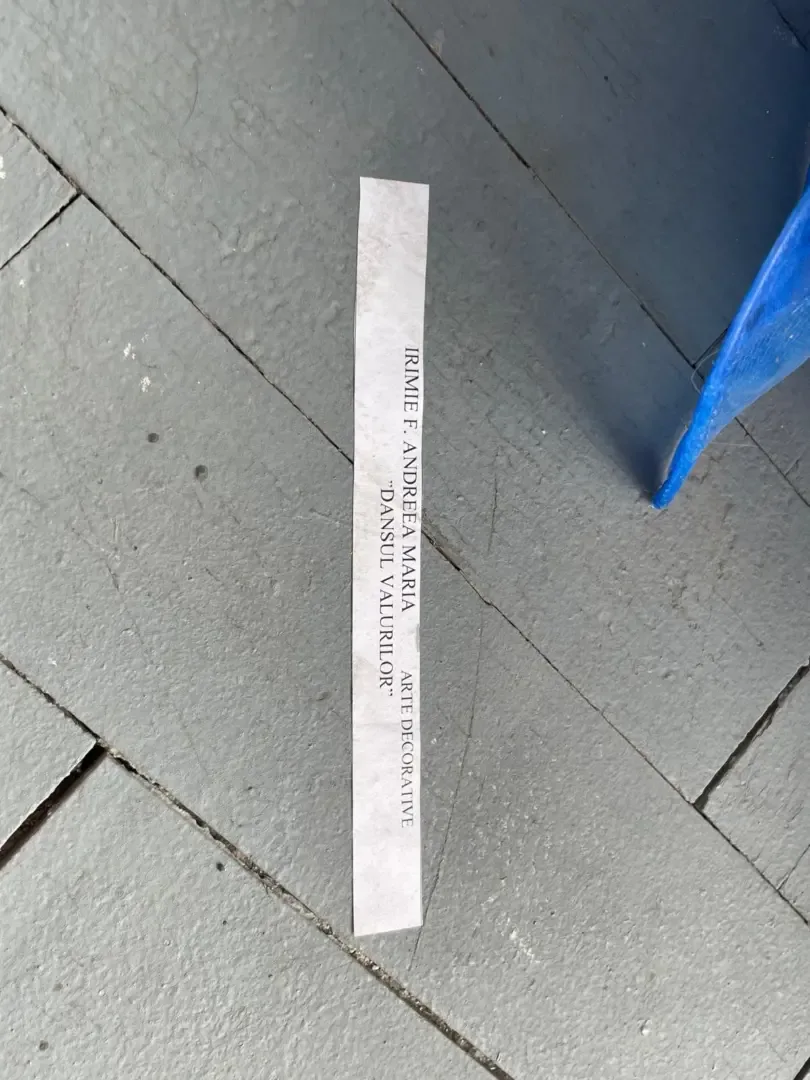 IRIMIE F. ANDREEA MARIA ARTE DECORATIVE
"DANSUL VALURILOR"